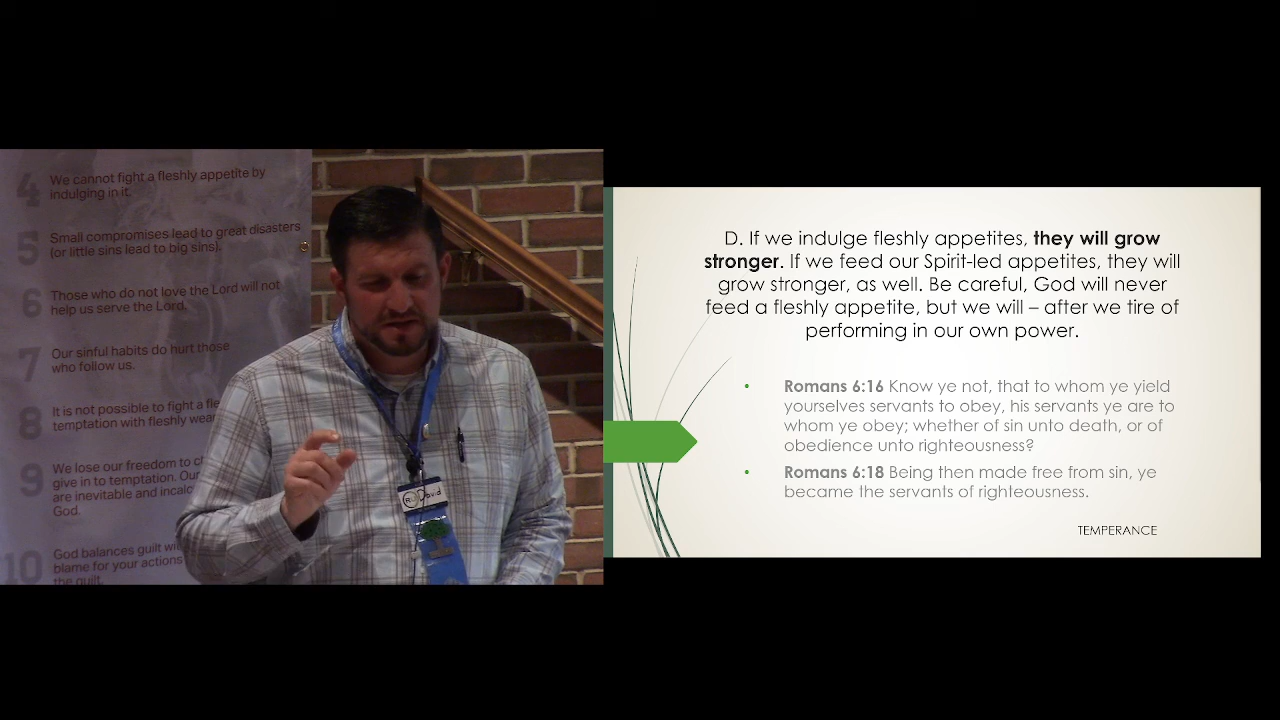 4
We cannot fight a fleshly appetite by
indulging in it.
5
Small compromises lead to great disasters
(or little sins lead to big sins).
6
Those who do not love the Lord will not
help us serve the Lord.
7
Our sinful habits do hurt those
who follow us.
8
It is not possible to fight a
temptation with fleshly
9
We lose our freedom to
give in to temptation. Our
are inevitable and
God.
10
God balances guilt
blame for your actions
the guilt.
David
D. If we indulge fleshly appetites, they will grow
stronger. If we feed our Spirit-led appetites, they will
grow stronger, as well. Be careful, God will never
feed a fleshly appetite, but we will – after we tire of
performing in our own power.
• Romans 6:16 Know ye not, that to whom ye yield
yourselves servants to obey, his servants ye are to
whom ye obey; whether of sin unto death, or of
obedience unto righteousness?
• Romans 6:18 Being then made free from sin, ye
became the servants of righteousness.
TEMPERANCE